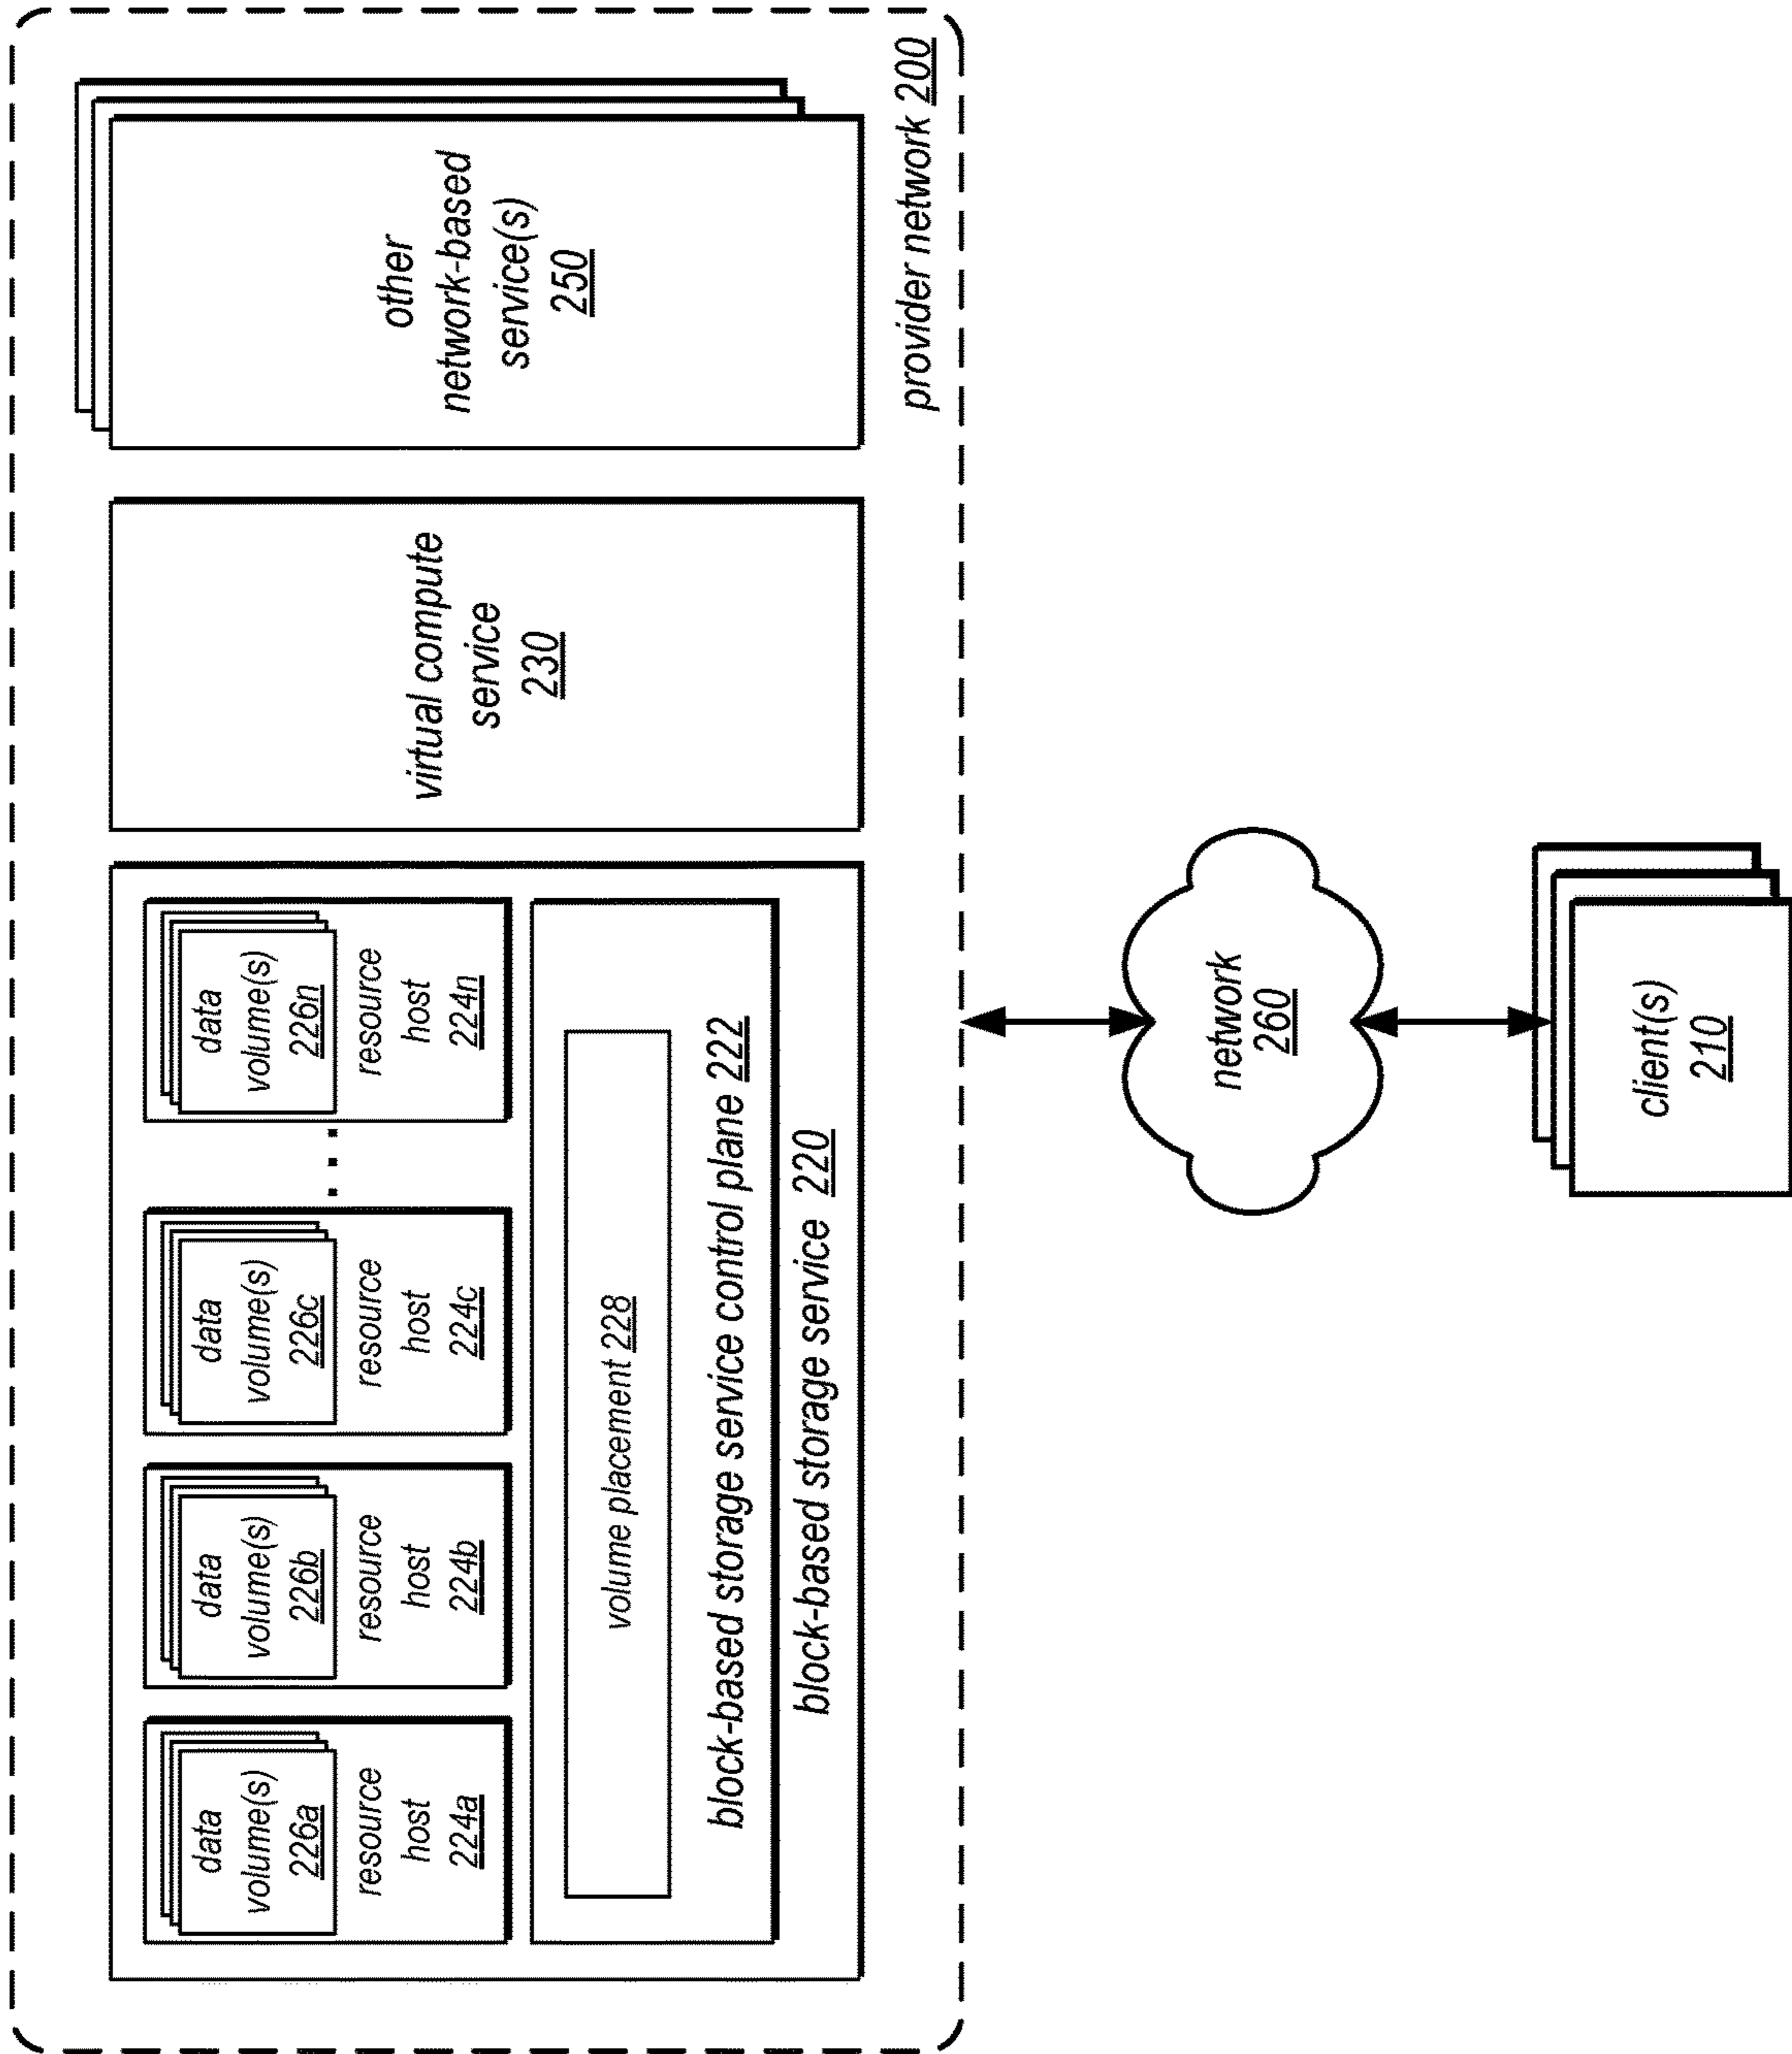 data
volume(s)
226a
resource
host
224a
data
volume(s)
226b
resource
host
224b
data
volume(s)
226c
resource
host
224c
. . .
data
volume(s)
226n
resource
host
224n
volume placement 228
block-based storage service control plane 222
block-based storage service 220
virtual compute
service
230
other
network-based
service(s)
250
provider network 200
network
260
client(s)
210